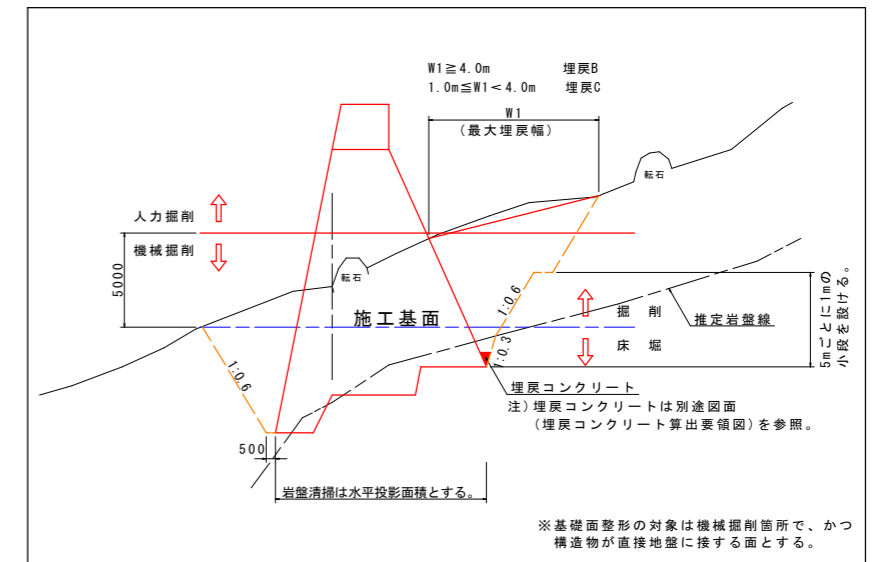 W1≧4.0m 埋戻B
1.0m≦W1＜4.0m 埋戻C
W1
(最大埋戻幅)
転石
人力掘削
機械掘削
5000
転石
施工基面
1:0.6
1:0.6
1:0.3
掘 削
床 堀
推定岩盤線
5mごとに1mの
小段を設ける。
埋戻コンクリート
注)埋戻コンクリートは別途図面
(埋戻コンクリート算出要領図)を参照。
500
岩盤清掃は水平投影面積とする。
※基礎面整形の対象は機械掘削箇所で、かつ
構造物が直接地盤に接する面とする。